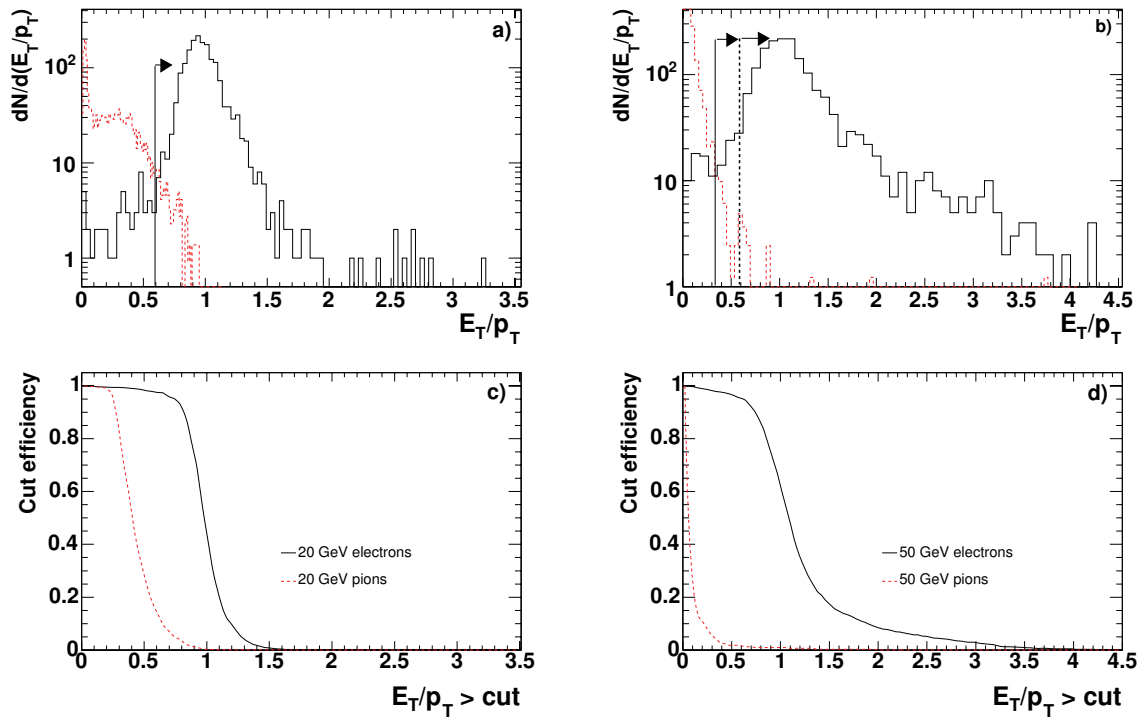 a)
dN/d(E_T/p_T)
10^2
10
1
0 0.5 1 1.5 2 2.5 3 3.5
E_T/p_T
b)
dN/d(E_T/p_T)
10^2
10
1
0 0.5 1 1.5 2 2.5 3 3.5 4 4.5
E_T/p_T
c)
Cut efficiency
1
0.8
0.6
0.4
0.2
0
20 GeV electrons
20 GeV pions
0 0.5 1 1.5 2 2.5 3 3.5
E_T/p_T > cut
d)
Cut efficiency
1
0.8
0.6
0.4
0.2
0
50 GeV electrons
50 GeV pions
0 0.5 1 1.5 2 2.5 3 3.5 4 4.5
E_T/p_T > cut